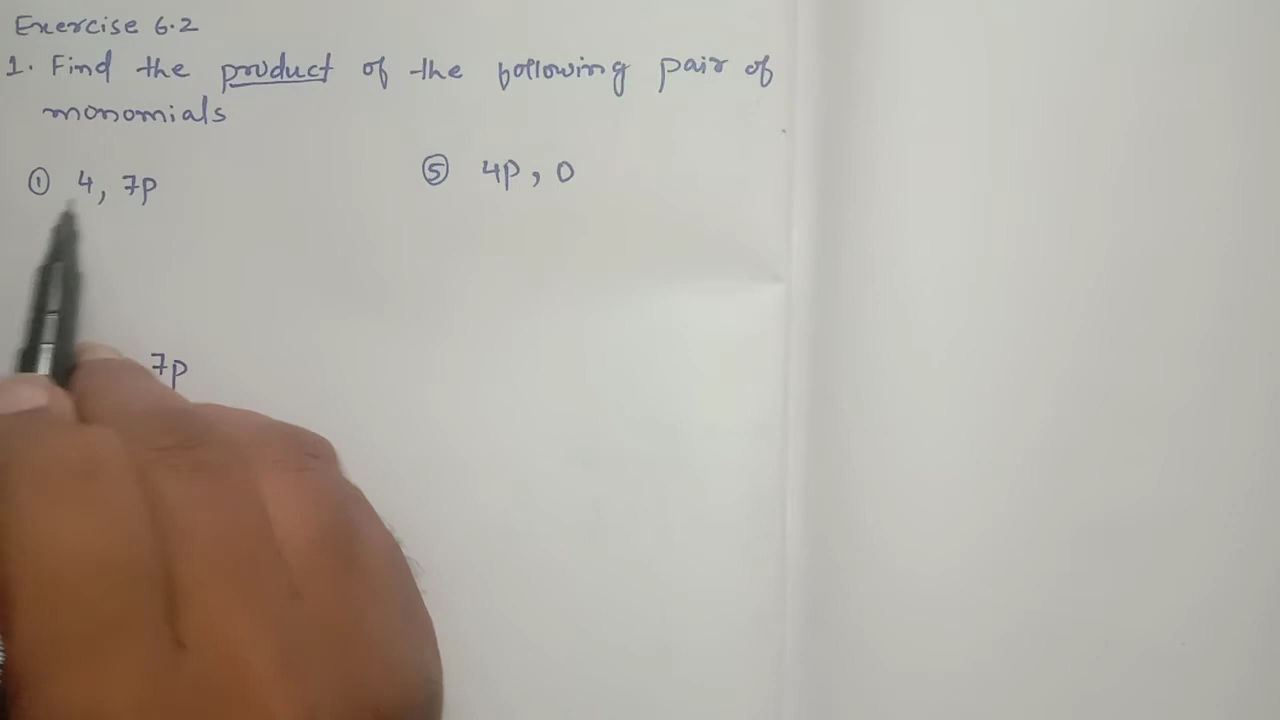 Exercise 6.2
1. Find the product of the following pair of
monomials
① 4, 7p
⑤ 4p, 0
7p